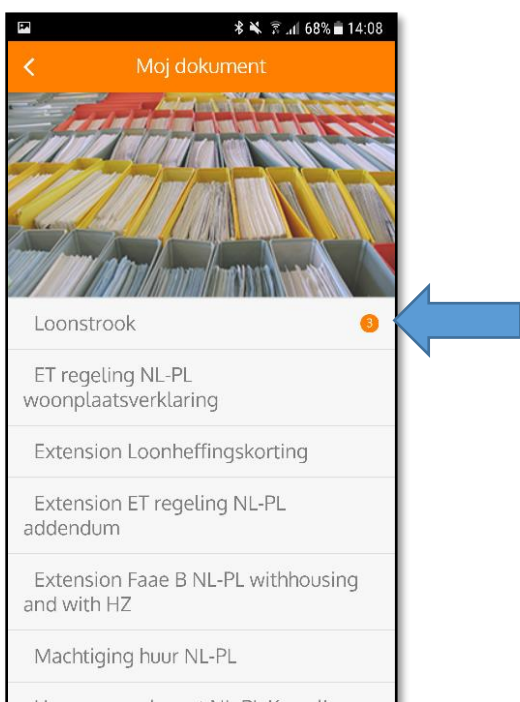 68% 14:08
Moj dokument
Loonstrook 3
ET regeling NL-PL
woonplaatsverklaring
Extension Loonheffingskorting
Extension ET regeling NL-PL
addendum
Extension Faae B NL-PL withhousing
and with HZ
Machtiging huur NL-PL